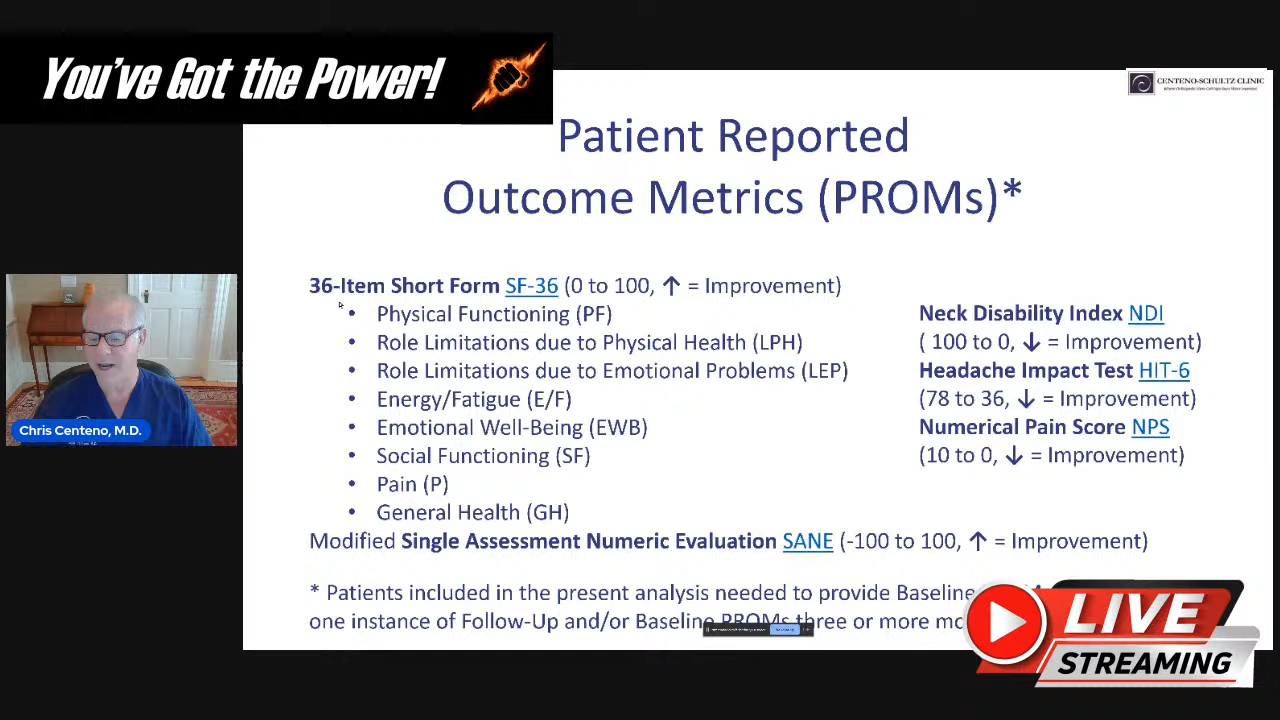 You've Got the Power!
CENTENO-SCHULTZ CLINIC
Patient Reported
Outcome Metrics (PROMs)*
36-Item Short Form SF-36 (0 to 100, ↑ = Improvement)
• Physical Functioning (PF)
• Role Limitations due to Physical Health (LPH)
• Role Limitations due to Emotional Problems (LEP)
• Energy/Fatigue (E/F)
• Emotional Well-Being (EWB)
• Social Functioning (SF)
• Pain (P)
• General Health (GH)
Neck Disability Index NDI
( 100 to 0, ↓ = Improvement)
Headache Impact Test HIT-6
(78 to 36, ↓ = Improvement)
Numerical Pain Score NPS
(10 to 0, ↓ = Improvement)
Modified Single Assessment Numeric Evaluation SANE (-100 to 100, ↑ = Improvement)
* Patients included in the present analysis needed to provide Baseline
one instance of Follow-Up and/or Baseline PROMs three or more
Chris Centeno, M.D.
LIVE
STREAMING